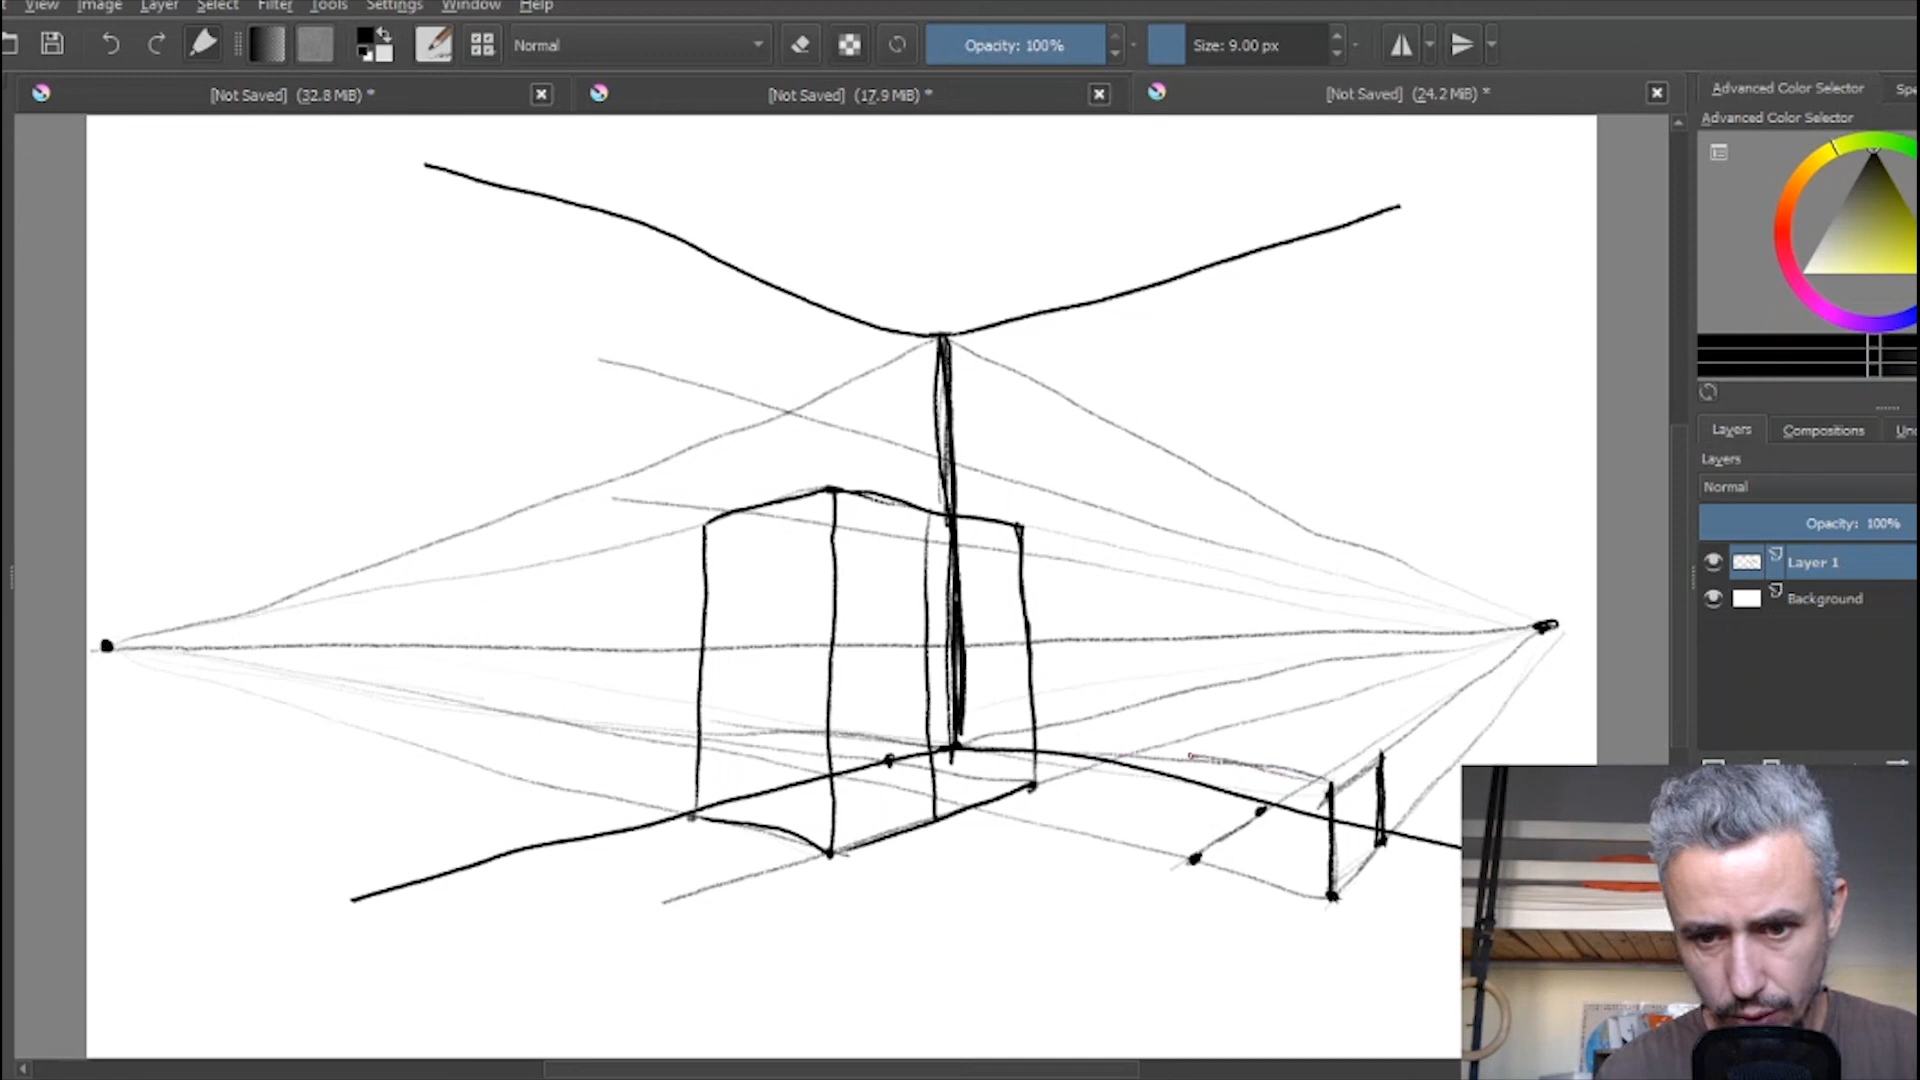 View Image Layer Select Filter Tools Settings Window Help
Normal Opacity: 100% Size: 9.00 px
[Not Saved] (32.8 MiB) * [Not Saved] (17.9 MiB) * [Not Saved] (24.2 MiB) *
Advanced Color Selector Spe
Advanced Color Selector
Layers Compositions Un
Layers
Normal
Opacity: 100%
Layer 1
Background